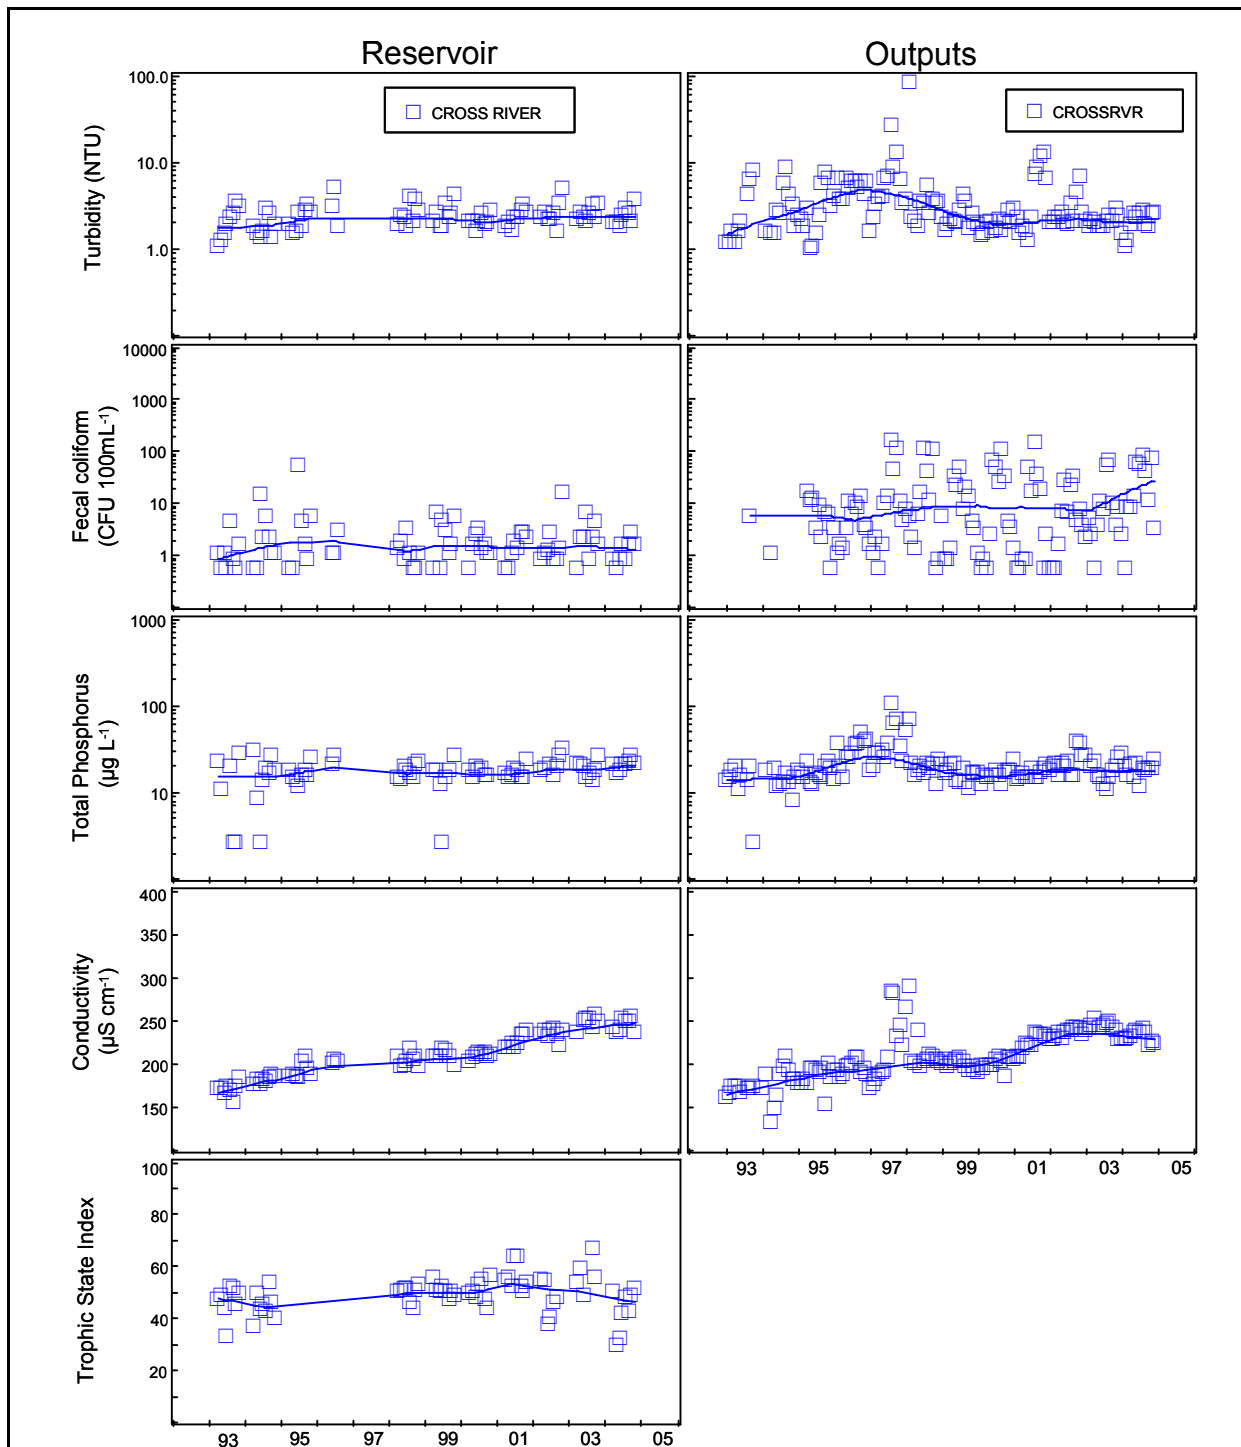 Reservoir
Outputs
CROSS RIVER
CROSSRVR
Turbidity (NTU)
100.0
10.0
1.0
Fecal coliform
(CFU 100mL⁻¹)
10000
1000
100
10
1
Total Phosphorus
(µg L⁻¹)
1000
100
10
Conductivity
(µS cm⁻¹)
400
350
300
250
200
150
93 95 97 99 01 03 05
Trophic State Index
100
80
60
40
20
93 95 97 99 01 03 05